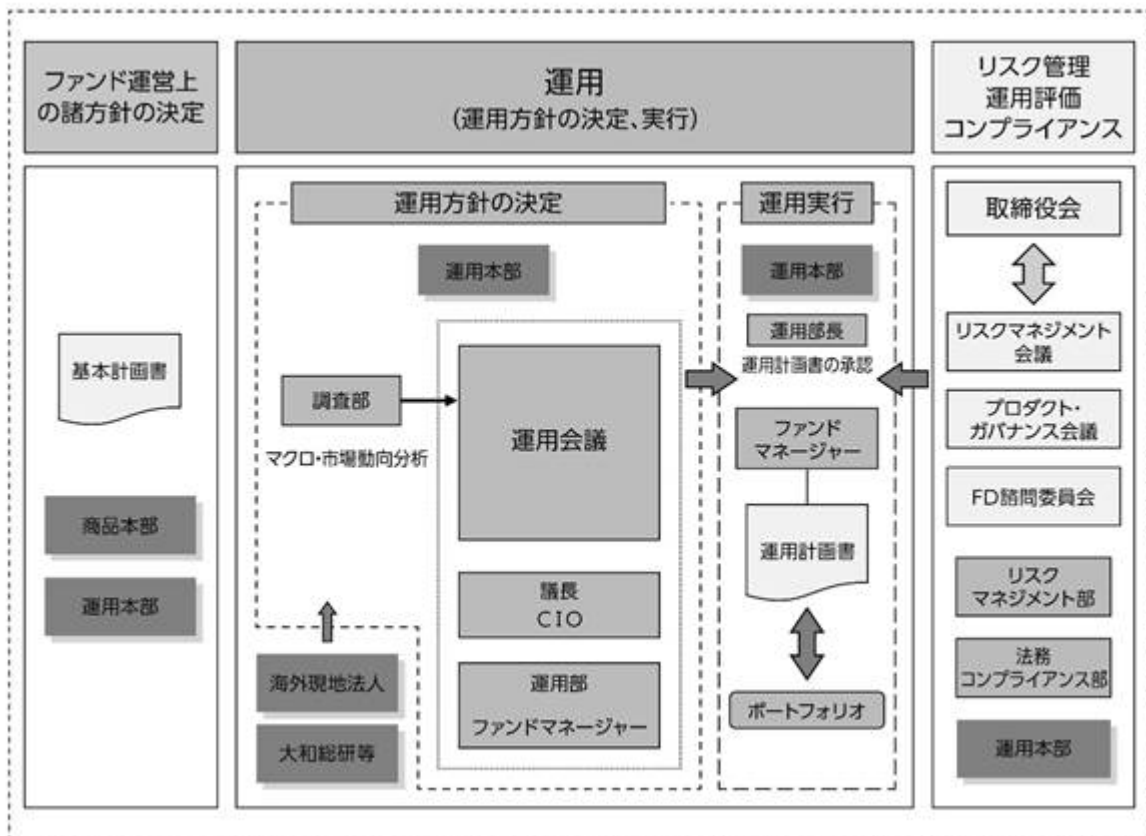 ファンド運営上
の諸方針の決定
運用
(運用方針の決定、実行)
リスク管理
運用評価
コンプライアンス
基本計画書
商品本部
運用本部
運用方針の決定
運用本部
調査部
マクロ・市場動向分析
運用会議
議長
CIO
運用部
ファンドマネージャー
海外現地法人
大和総研等
運用実行
運用本部
運用部長
運用計画書の承認
ファンド
マネージャー
運用計画書
ポートフォリオ
取締役会
リスクマネジメント
会議
プロダクト・
ガバナンス会議
FD諮問委員会
リスク
マネジメント部
法務
コンプライアンス部
運用本部